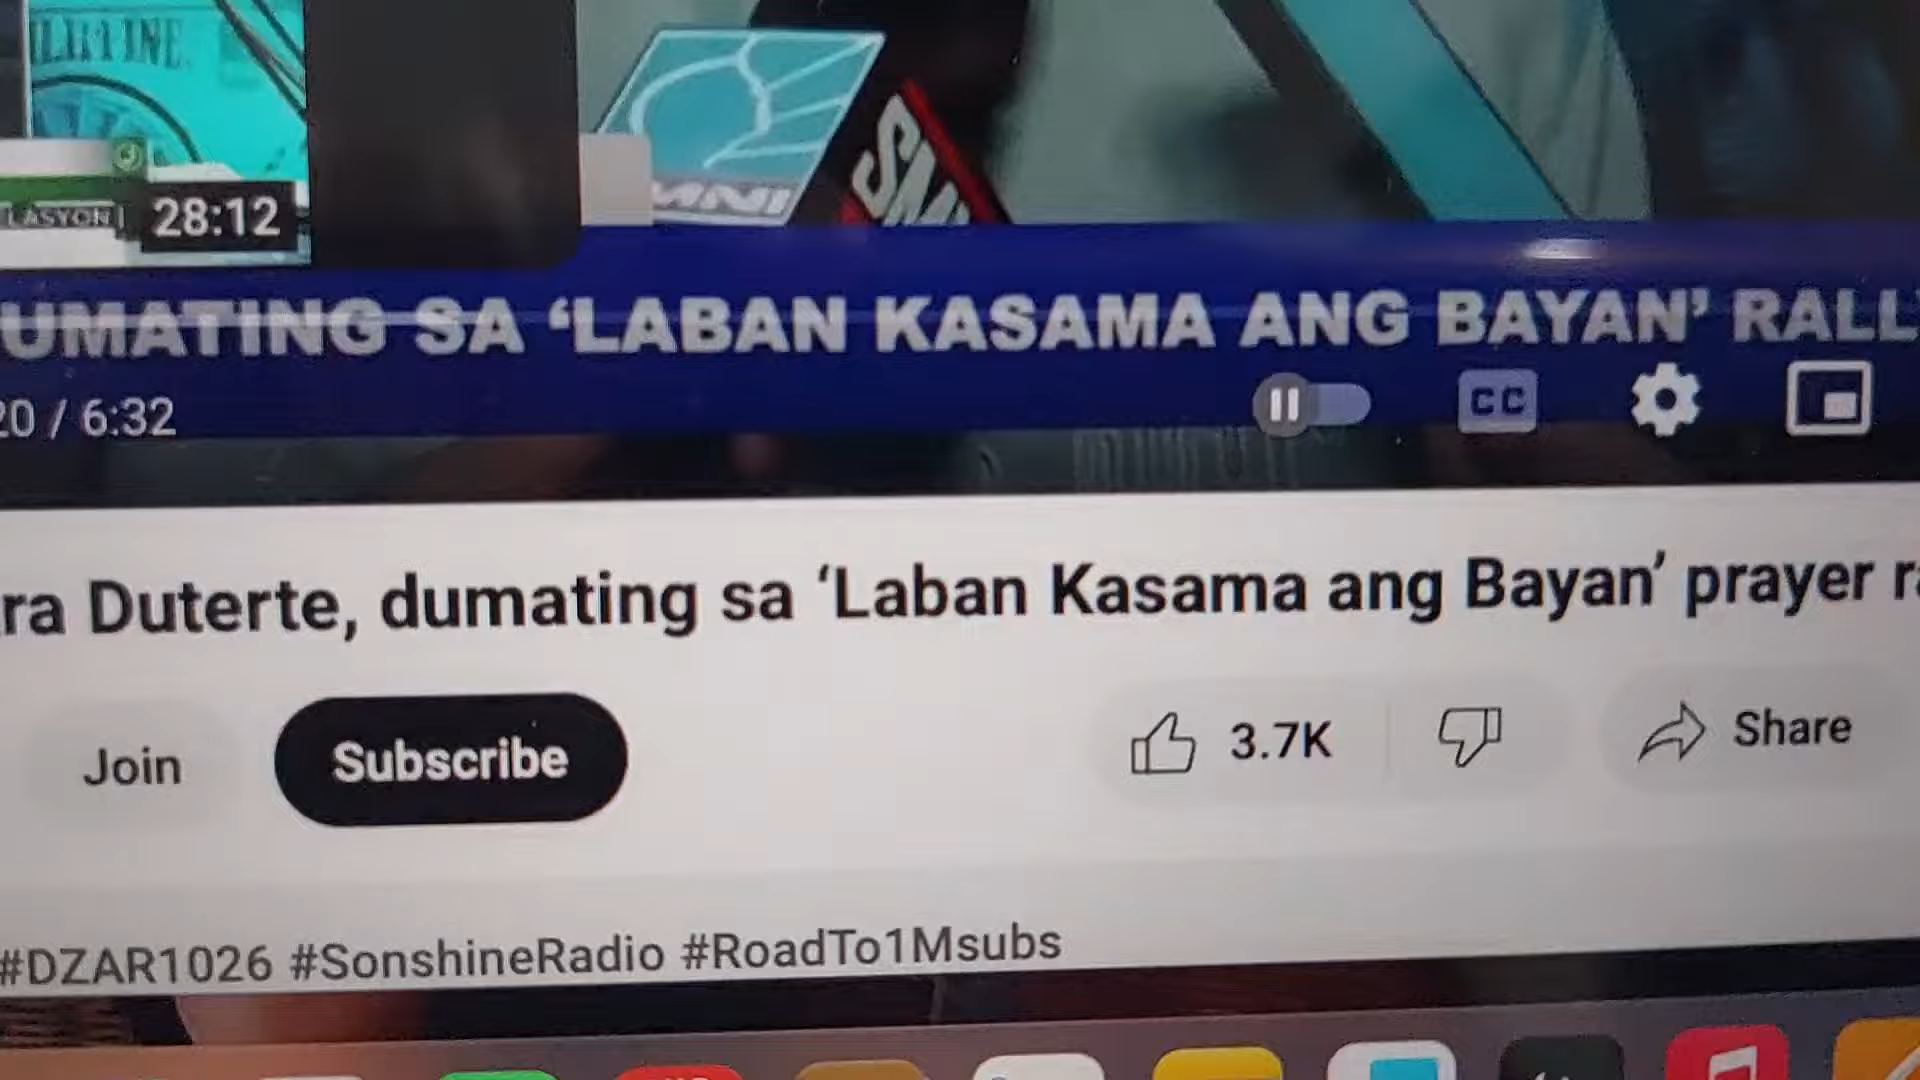 28:12
UMATING SA ‘LABAN KASAMA ANG BAYAN’ RALL
20 / 6:32
CC
ra Duterte, dumating sa ‘Laban Kasama ang Bayan’ prayer ra
Join
Subscribe
3.7K
Share
#DZAR1026 #SonshineRadio #RoadTo1Msubs